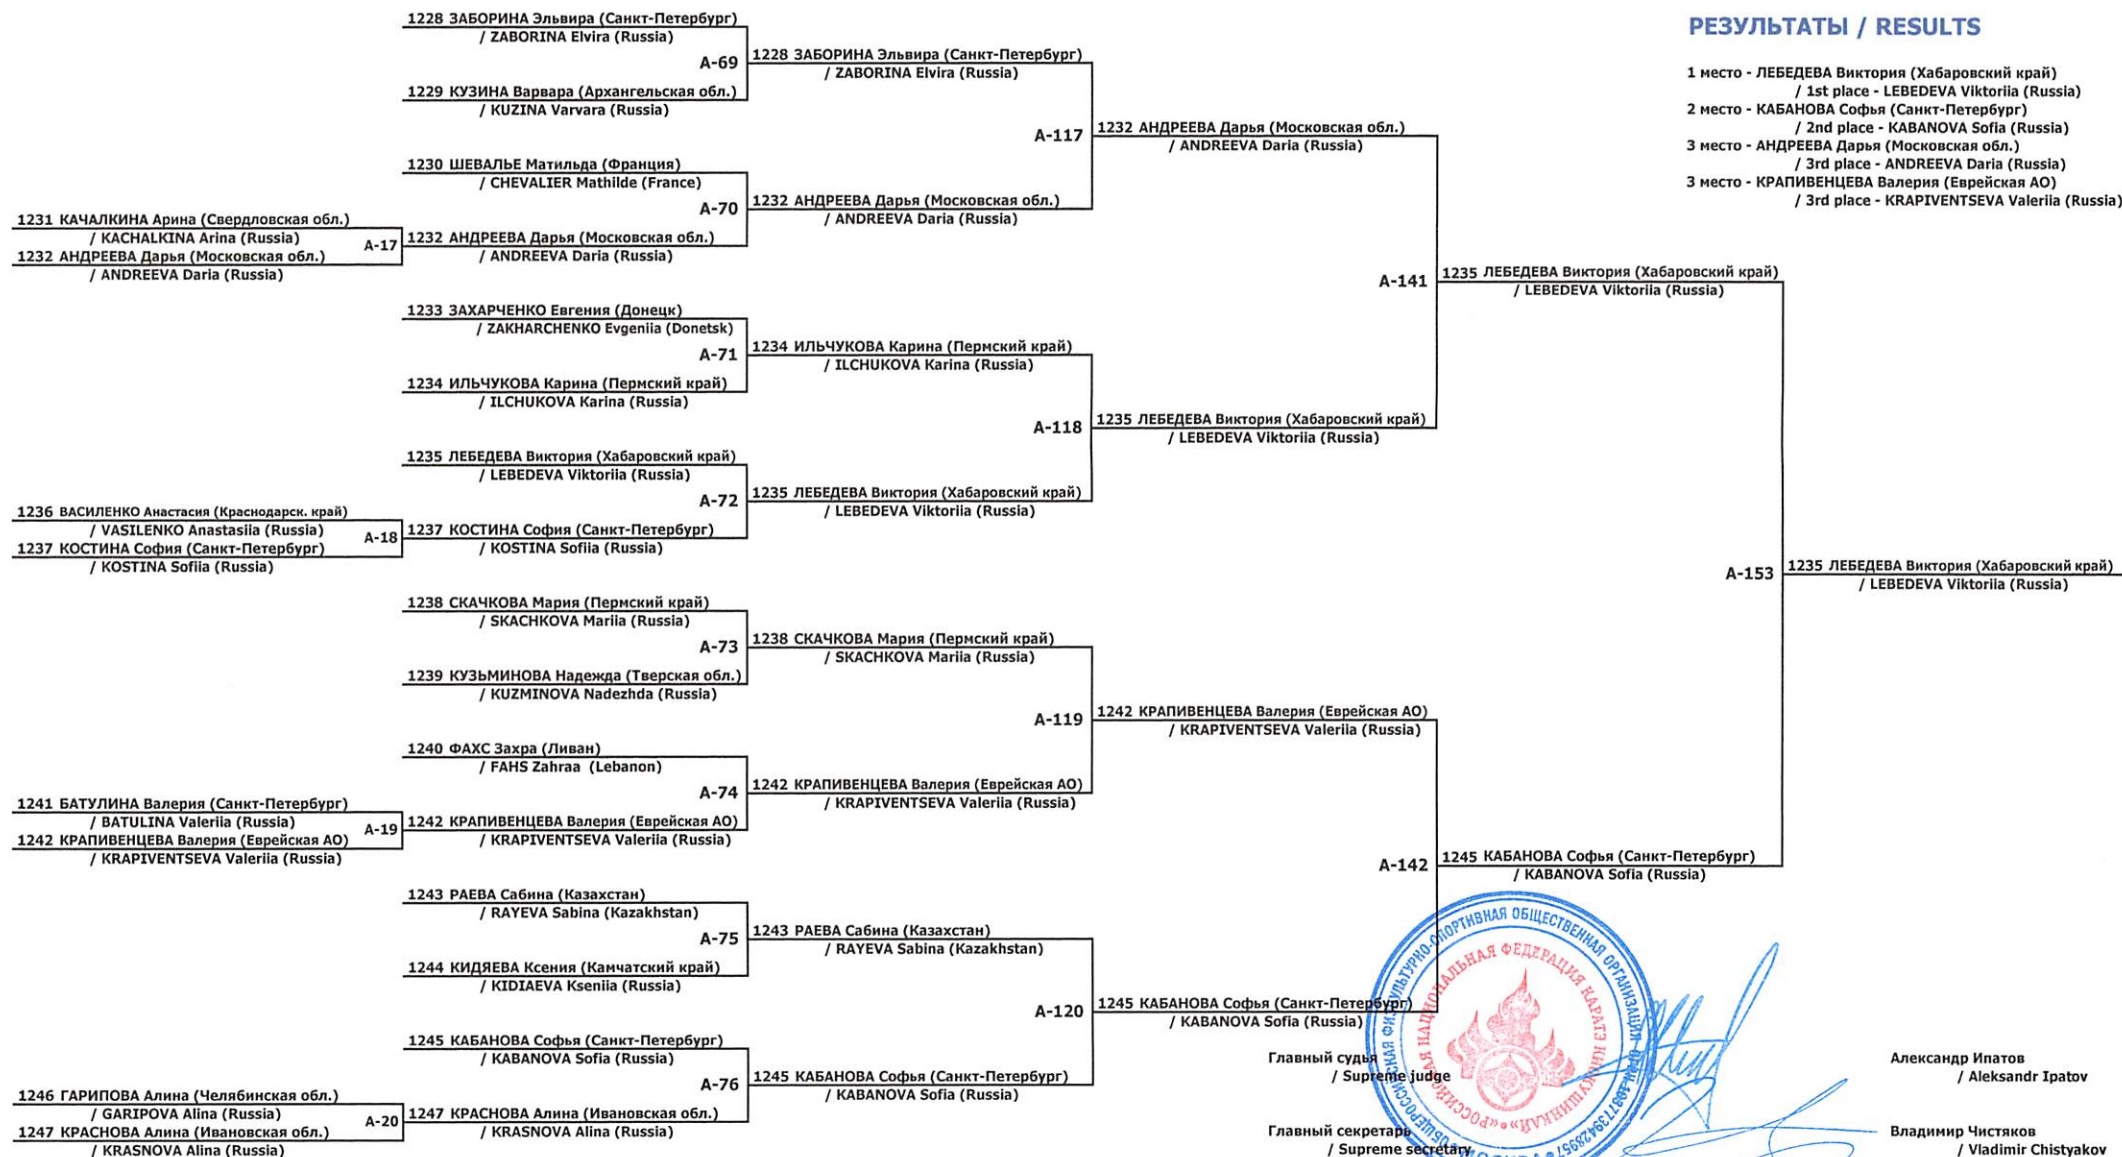 1228 ЗАБОРИНА Эльвира (Санкт-Петербург)
/ ZABORINA Elvira (Russia)
A-69
1229 КУЗИНА Варвара (Архангельская обл.)
/ KUZINA Varvara (Russia)
1230 ШЕВАЛЬЕ Матильда (Франция)
/ CHEVALIER Mathilde (France)
A-70
1231 КАЧАЛКИНА Арина (Свердловская обл.)
/ KACHALKINA Arina (Russia)
A-17
1232 АНДРЕЕВА Дарья (Московская обл.)
/ ANDREEVA Daria (Russia)
1232 АНДРЕЕВА Дарья (Московская обл.)
/ ANDREEVA Daria (Russia)
1233 ЗАХАРЧЕНКО Евгения (Донецк)
/ ZAKHARCHENKO Evgeniia (Donetsk)
A-71
1234 ИЛЬЧУКОВА Карина (Пермский край)
/ ILCHUKOVA Karina (Russia)
1235 ЛЕБЕДЕВА Виктория (Хабаровский край)
/ LEBEDEVA Viktoriia (Russia)
A-72
1236 ВАСИЛЕНКО Анастасия (Краснодарск. край)
/ VASILENKO Anastasiia (Russia)
A-18
1237 КОСТИНА София (Санкт-Петербург)
/ KOSTINA Sofiia (Russia)
1237 КОСТИНА София (Санкт-Петербург)
/ KOSTINA Sofiia (Russia)
1238 СКАЧКОВА Мария (Пермский край)
/ SKACHKOVA Mariia (Russia)
A-73
1239 КУЗЬМИНОВА Надежда (Тверская обл.)
/ KUZMINOVA Nadezhda (Russia)
1240 ФАХС Захра (Ливан)
/ FAHS Zahraa (Lebanon)
A-74
1241 БАТУЛИНА Валерия (Санкт-Петербург)
/ BATULINA Valeriia (Russia)
A-19
1242 КРАПИВЕНЦЕВА Валерия (Еврейская АО)
/ KRAPIVENTSEVA Valeriia (Russia)
1242 КРАПИВЕНЦЕВА Валерия (Еврейская АО)
/ KRAPIVENTSEVA Valeriia (Russia)
1243 РАЕВА Сабина (Казахстан)
/ RAYEVA Sabina (Kazakhstan)
A-75
1244 КИДЯЕВА Ксения (Камчатский край)
/ KIDIAEVA Kseniia (Russia)
1245 КАБАНОВА Софья (Санкт-Петербург)
/ KABANOVA Sofia (Russia)
A-76
1246 ГАРИПОВА Алина (Челябинская обл.)
/ GARIPOVA Alina (Russia)
A-20
1247 КРАСНОВА Алина (Ивановская обл.)
/ KRASNOVA Alina (Russia)
1247 КРАСНОВА Алина (Ивановская обл.)
/ KRASNOVA Alina (Russia)
1228 ЗАБОРИНА Эльвира (Санкт-Петербург)
/ ZABORINA Elvira (Russia)
A-117
1232 АНДРЕЕВА Дарья (Московская обл.)
/ ANDREEVA Daria (Russia)
1234 ИЛЬЧУКОВА Карина (Пермский край)
/ ILCHUKOVA Karina (Russia)
A-118
1235 ЛЕБЕДЕВА Виктория (Хабаровский край)
/ LEBEDEVA Viktoriia (Russia)
1238 СКАЧКОВА Мария (Пермский край)
/ SKACHKOVA Mariia (Russia)
A-119
1242 КРАПИВЕНЦЕВА Валерия (Еврейская АО)
/ KRAPIVENTSEVA Valeriia (Russia)
1243 РАЕВА Сабина (Казахстан)
/ RAYEVA Sabina (Kazakhstan)
A-120
1245 КАБАНОВА Софья (Санкт-Петербург)
/ KABANOVA Sofia (Russia)
1232 АНДРЕЕВА Дарья (Московская обл.)
/ ANDREEVA Daria (Russia)
A-141
1235 ЛЕБЕДЕВА Виктория (Хабаровский край)
/ LEBEDEVA Viktoriia (Russia)
1242 КРАПИВЕНЦЕВА Валерия (Еврейская АО)
/ KRAPIVENTSEVA Valeriia (Russia)
A-142
1245 КАБАНОВА Софья (Санкт-Петербург)
/ KABANOVA Sofia (Russia)
1235 ЛЕБЕДЕВА Виктория (Хабаровский край)
/ LEBEDEVA Viktoriia (Russia)
A-153
1245 КАБАНОВА Софья (Санкт-Петербург)
/ KABANOVA Sofia (Russia)
1235 ЛЕБЕДЕВА Виктория (Хабаровский край)
/ LEBEDEVA Viktoriia (Russia)
РЕЗУЛЬТАТЫ / RESULTS
1 место - ЛЕБЕДЕВА Виктория (Хабаровский край)
/ 1st place - LEBEDEVA Viktoriia (Russia)
2 место - КАБАНОВА Софья (Санкт-Петербург)
/ 2nd place - KABANOVA Sofia (Russia)
3 место - АНДРЕЕВА Дарья (Московская обл.)
/ 3rd place - ANDREEVA Daria (Russia)
3 место - КРАПИВЕНЦЕВА Валерия (Еврейская АО)
/ 3rd place - KRAPIVENTSEVA Valeriia (Russia)
Главный судья
/ Supreme judge
Александр Ипатов
/ Aleksandr Ipatov
Главный секретарь
/ Supreme secretary
Владимир Чистяков
/ Vladimir Chistyakov
ОБЩЕРОССИЙСКАЯ ФИЗКУЛЬТУРНО-СПОРТИВНАЯ ОБЩЕСТВЕННАЯ ОРГАНИЗАЦИЯ
«РОССИЙСКАЯ НАЦИОНАЛЬНАЯ ФЕДЕРАЦИЯ КАРАТЭ КИОКУШИНКАЙ»